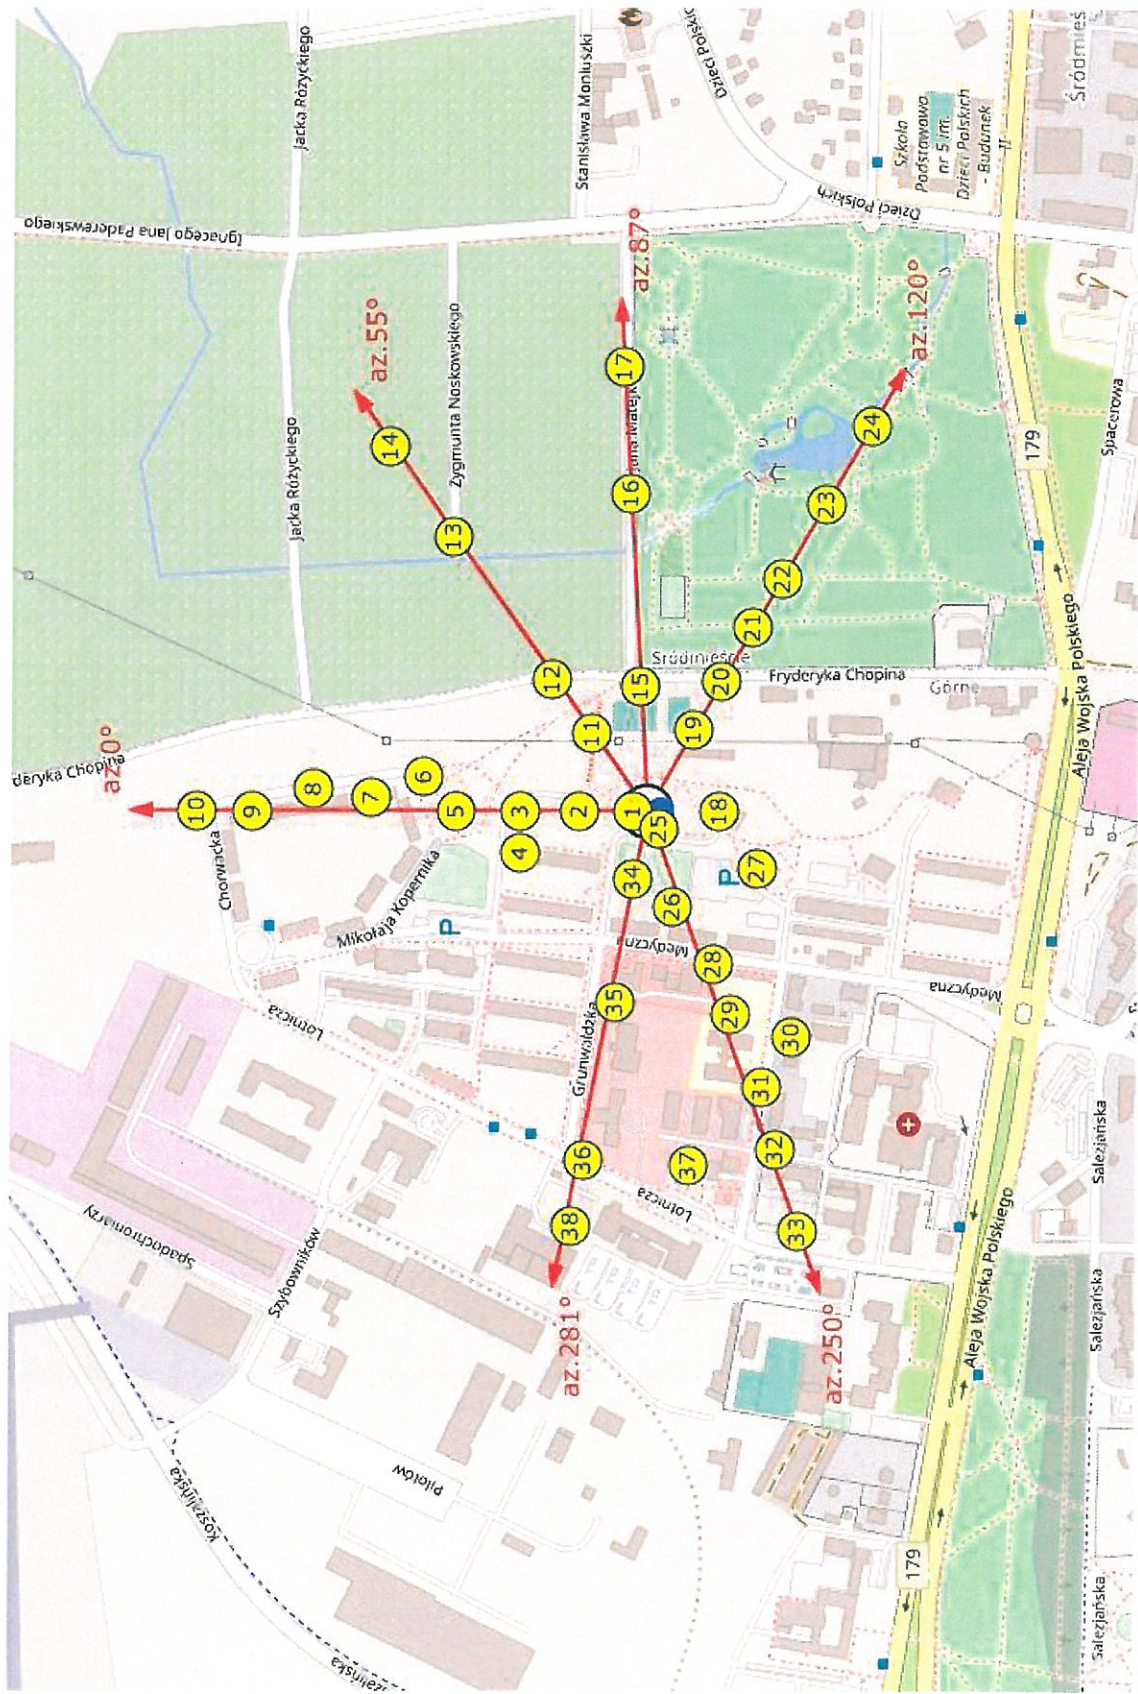 Jacka Różyckiego
Stanisława Moniuszki
Dzieci Polskich
Śródmieś
Ignacego Jana Paderewskiego
Szkoła
Podstawowa
nr 5 im.
Dzieci Polskich
- Budynek
II
Dzieci Polskich
az.87°
az.55°
az.120°
Zygmunta Noskowskiego
Jacka Różyckiego
Jana Matejki
17
14
16
13
24
23
22
21
179
Spacerowa
Śródmieście
Fryderyka Chopina
Górne
Aleja Wojska Polskiego
12
15
20
11
19
az.0°
deryka Chopina
10
9
8
7
6
5
3
4
2
1
25
18
27
P
34
26
Chorwacka
Mikołaja Kopernika
P
Medyczna
28
29
30
31
32
33
35
36
37
38
Medyczna
Grunwaldzka
Lotnicza
Lotnicza
Salezjańska
Spadochroniarzy
Szybowników
az.281°
az.250°
Aleja Wojska Polskiego
Salezjańska
Pilotów
Koszalińska
179
Salezjańska
zalińska